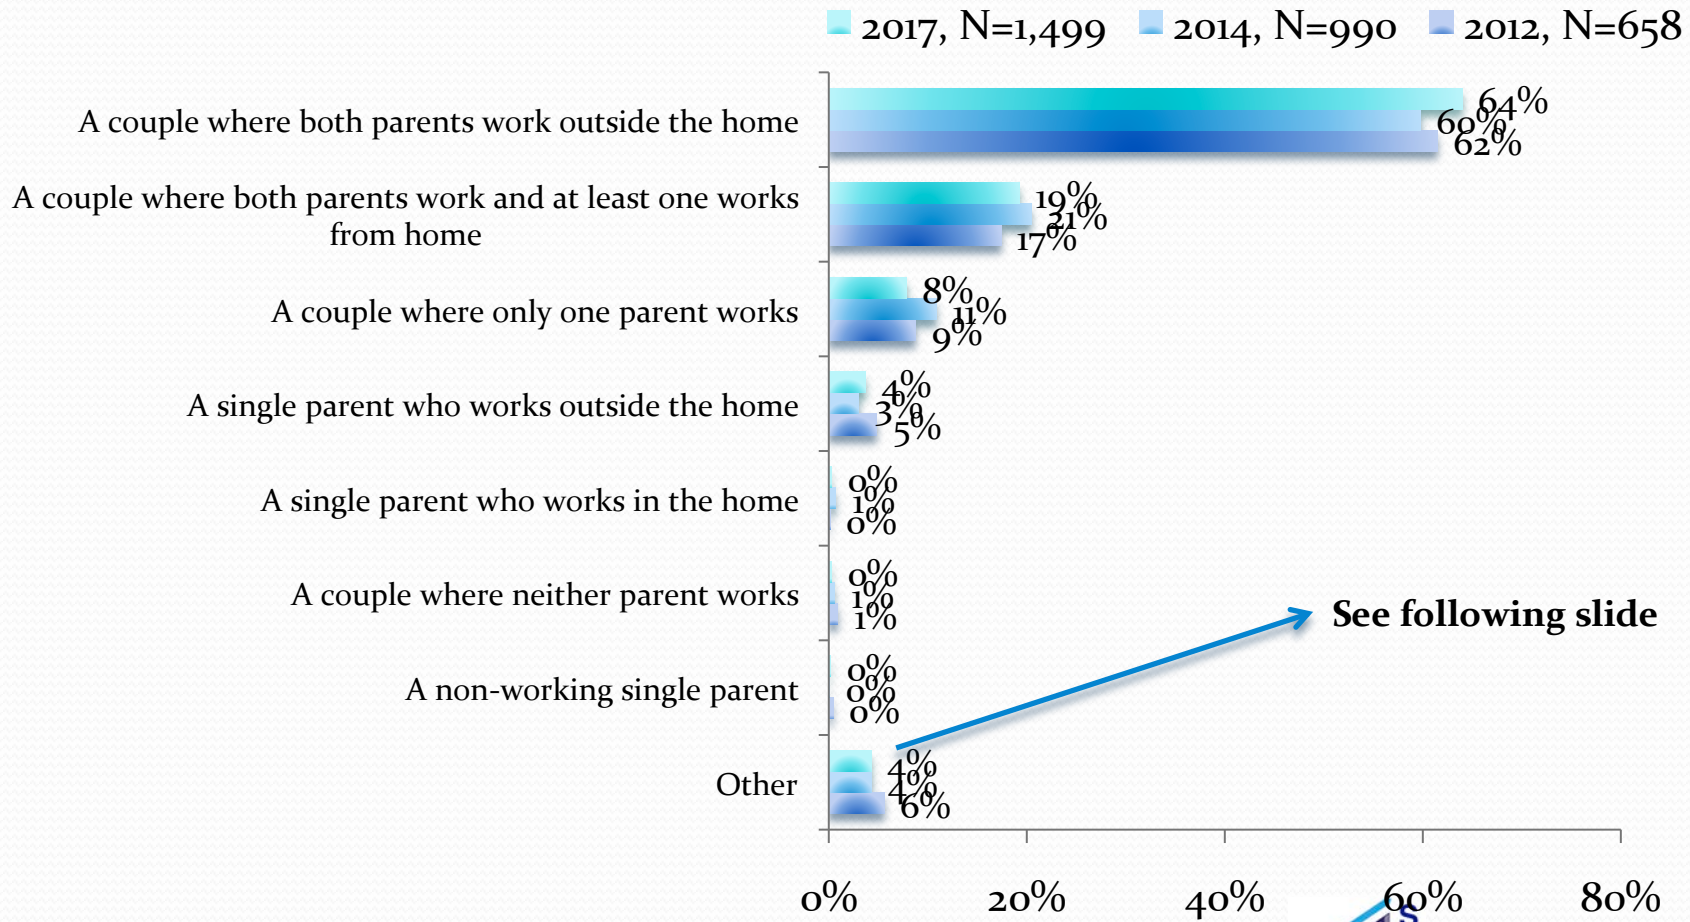 2017, N=1,499 2014, N=990 2012, N=658
A couple where both parents work outside the home
64%
60%
62%
A couple where both parents work and at least one works
from home
19%
21%
17%
A couple where only one parent works
8%
11%
9%
A single parent who works outside the home
4%
3%
5%
A single parent who works in the home
0%
1%
0%
A couple where neither parent works
0%
1%
1%
See following slide
A non-working single parent
0%
0%
0%
Other
4%
4%
6%
0% 20% 40% 60% 80%
S